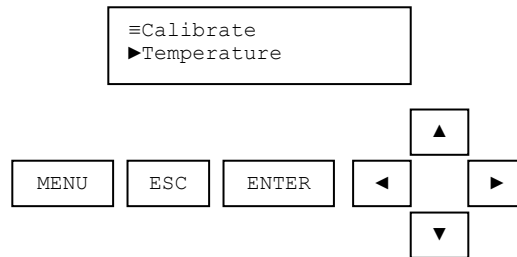 ≡Calibrate
►Temperature
▲
MENU ESC ENTER ◄ ►
▼